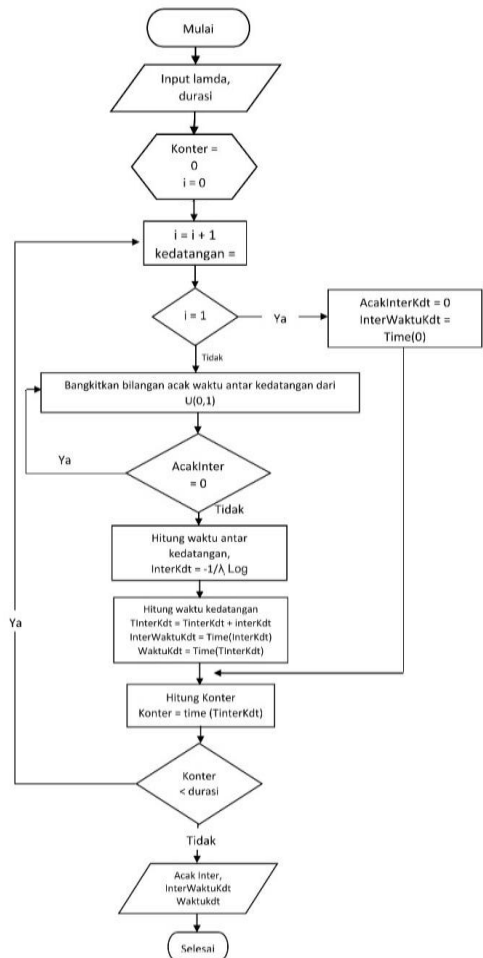 Mulai
Input lamda,
durasi
Konter =
0
i = 0
i = i + 1
kedatangan =
i = 1
Ya
AcakInterKdt = 0
InterWaktuKdt =
Time(0)
Tidak
Bangkitkan bilangan acak waktu antar kedatangan dari
U(0,1)
Ya
AcakInter
= 0
Tidak
Hitung waktu antar
kedatangan,
InterKdt = -1/λ Log
Hitung waktu kedatangan
TInterKdt = TinterKdt + interKdt
InterWaktuKdt = Time(InterKdt)
WaktuKdt = Time(TInterKdt)
Ya
Hitung Konter
Konter = time (TinterKdt)
Konter
< durasi
Tidak
Acak Inter,
InterWaktuKdt
Waktukdt
Selesai